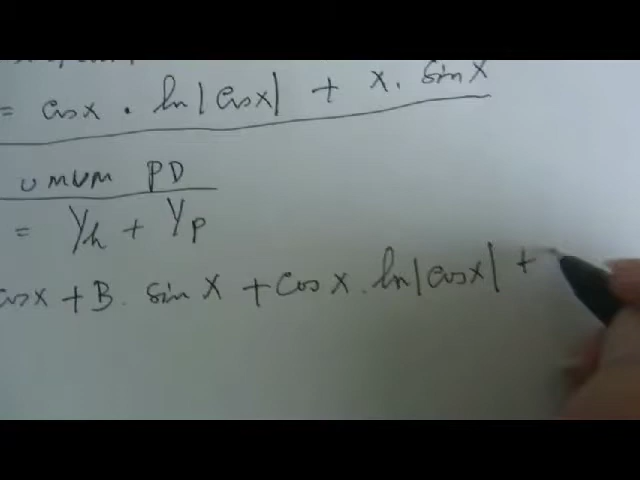 = cos x . ln |cos x| + x . sin x
UMUM PD
= Yh + Yp
cos x + B . sin x + cos x . ln |cos x| +